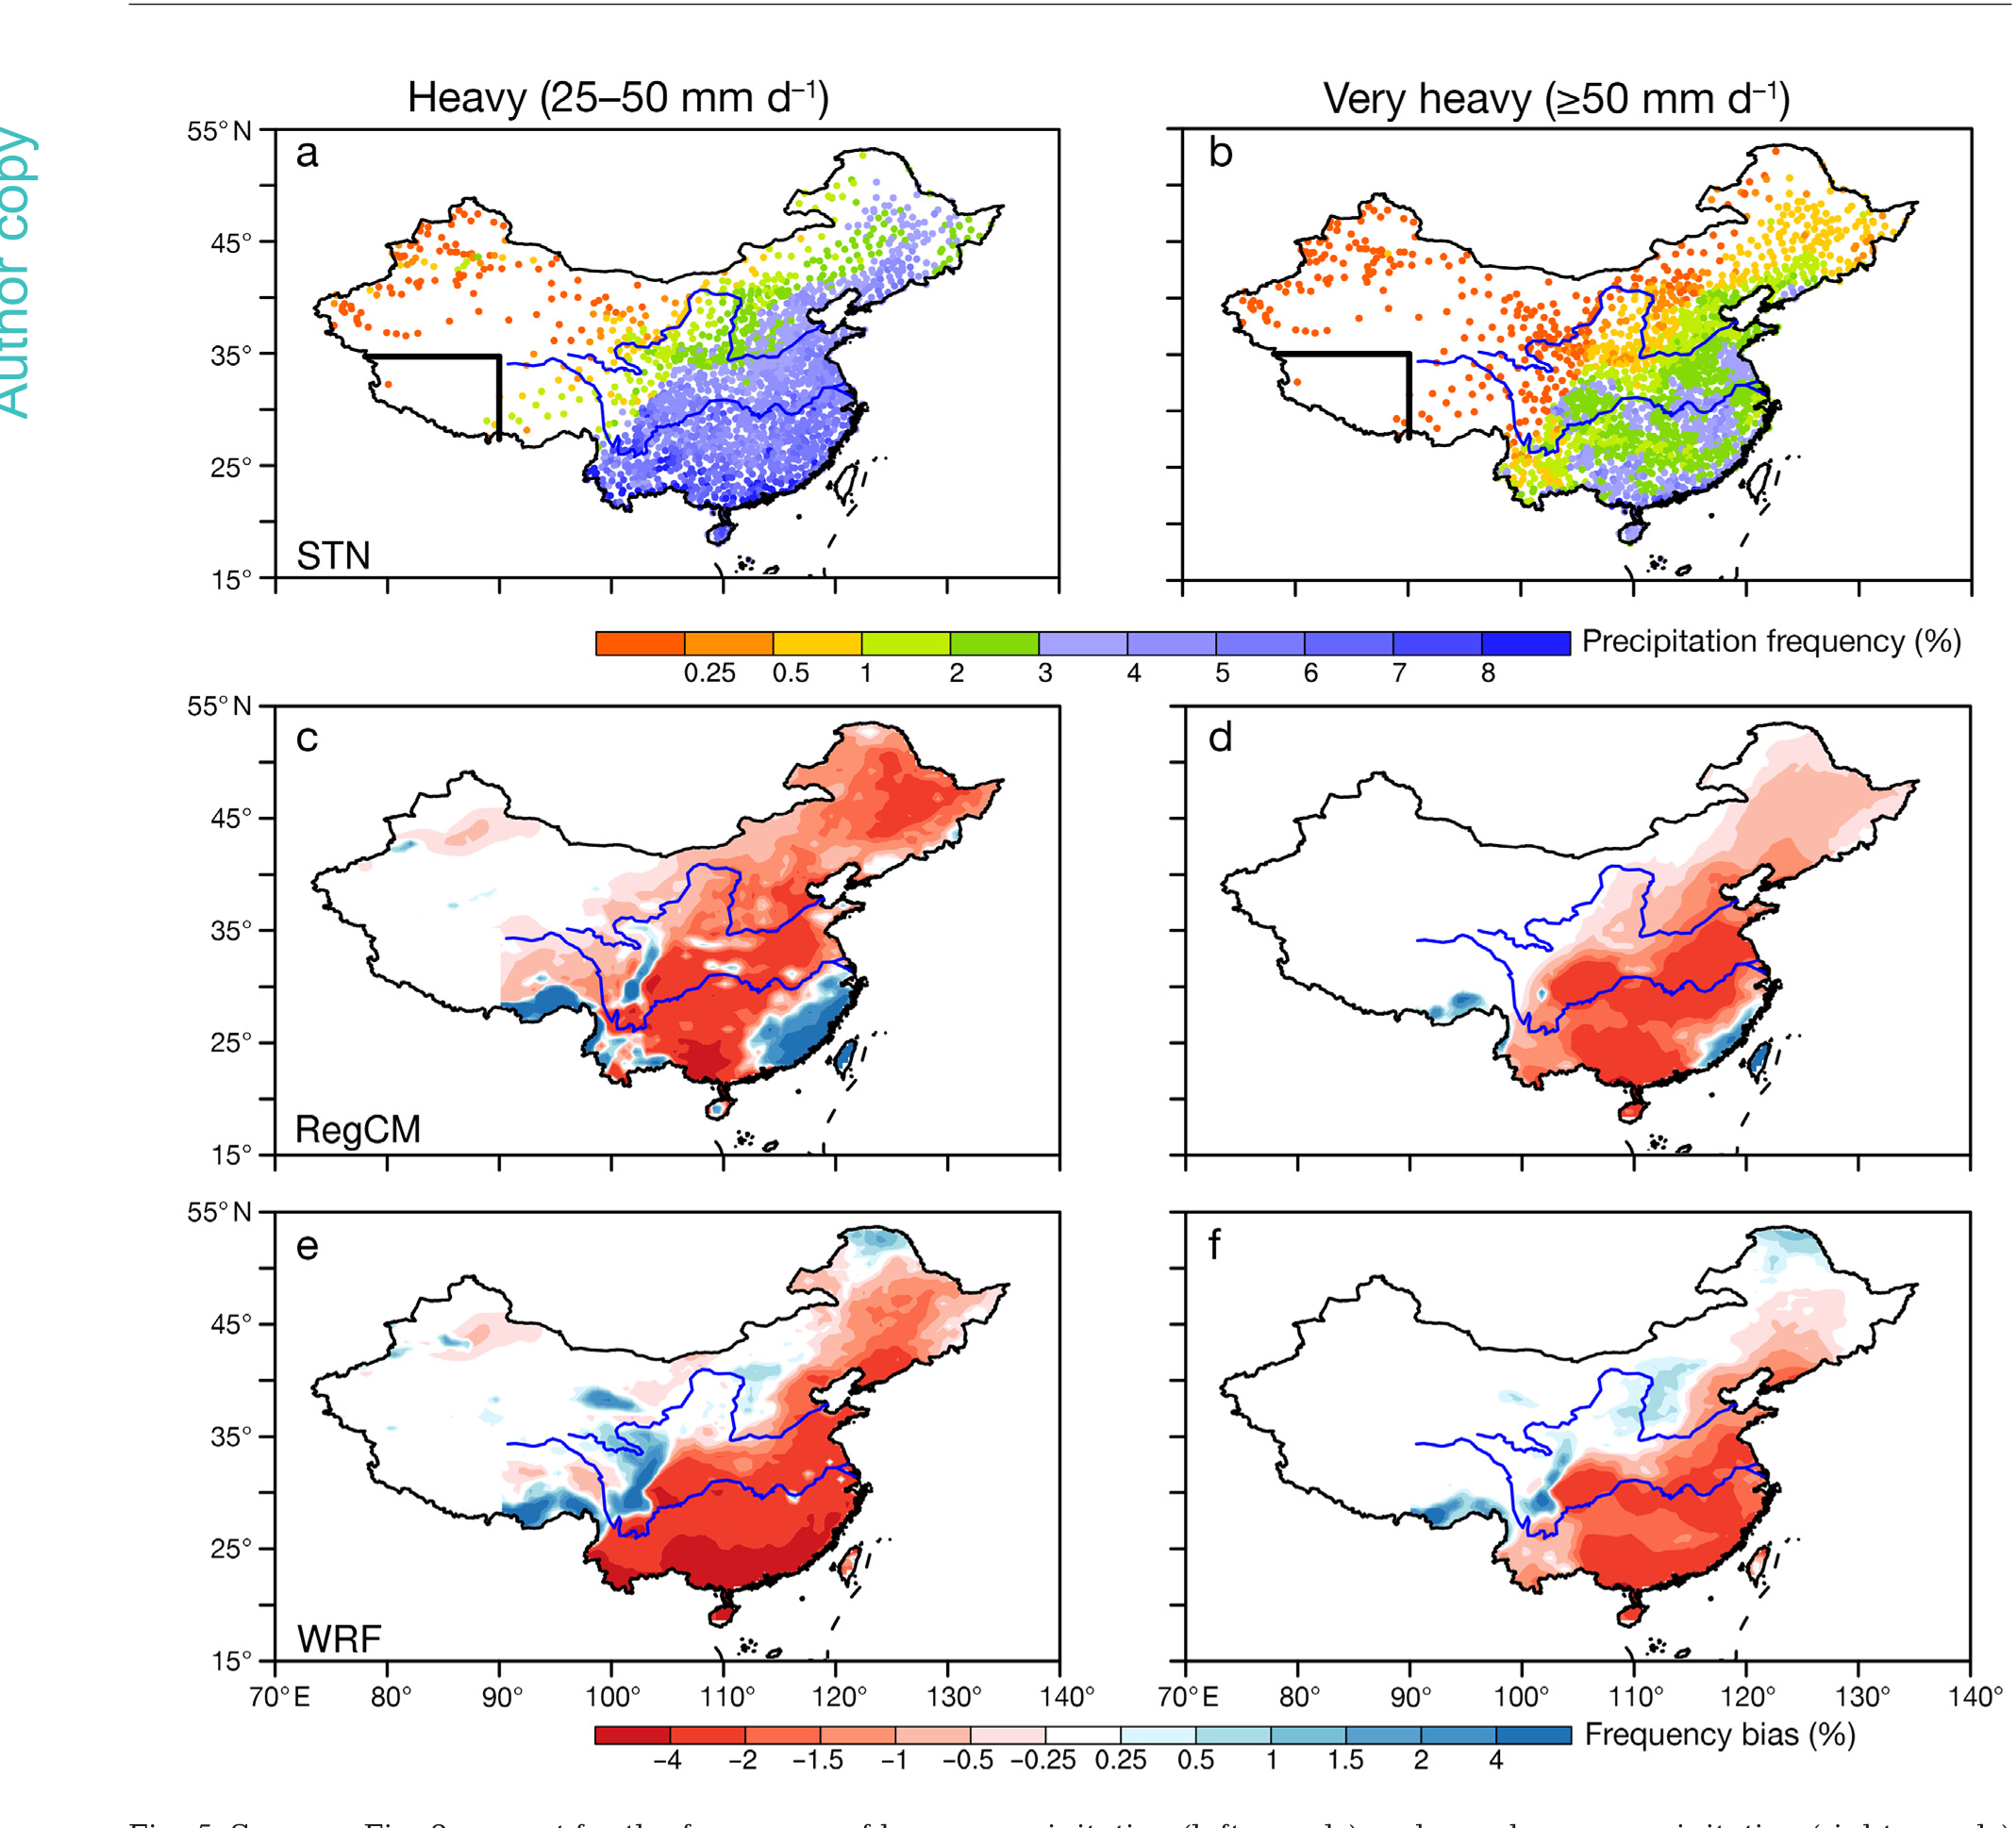 Author copy
Heavy (25–50 mm d⁻¹)
Very heavy (≥50 mm d⁻¹)
55°N
45°
35°
25°
15°
a
STN
b
0.25 0.5 1 2 3 4 5 6 7 8
Precipitation frequency (%)
55°N
45°
35°
25°
15°
c
RegCM
d
55°N
45°
35°
25°
15°
e
WRF
f
70°E 80° 90° 100° 110° 120° 130° 140°
70°E 80° 90° 100° 110° 120° 130° 140°
−4 −2 −1.5 −1 −0.5 −0.25 0.25 0.5 1 1.5 2 4
Frequency bias (%)